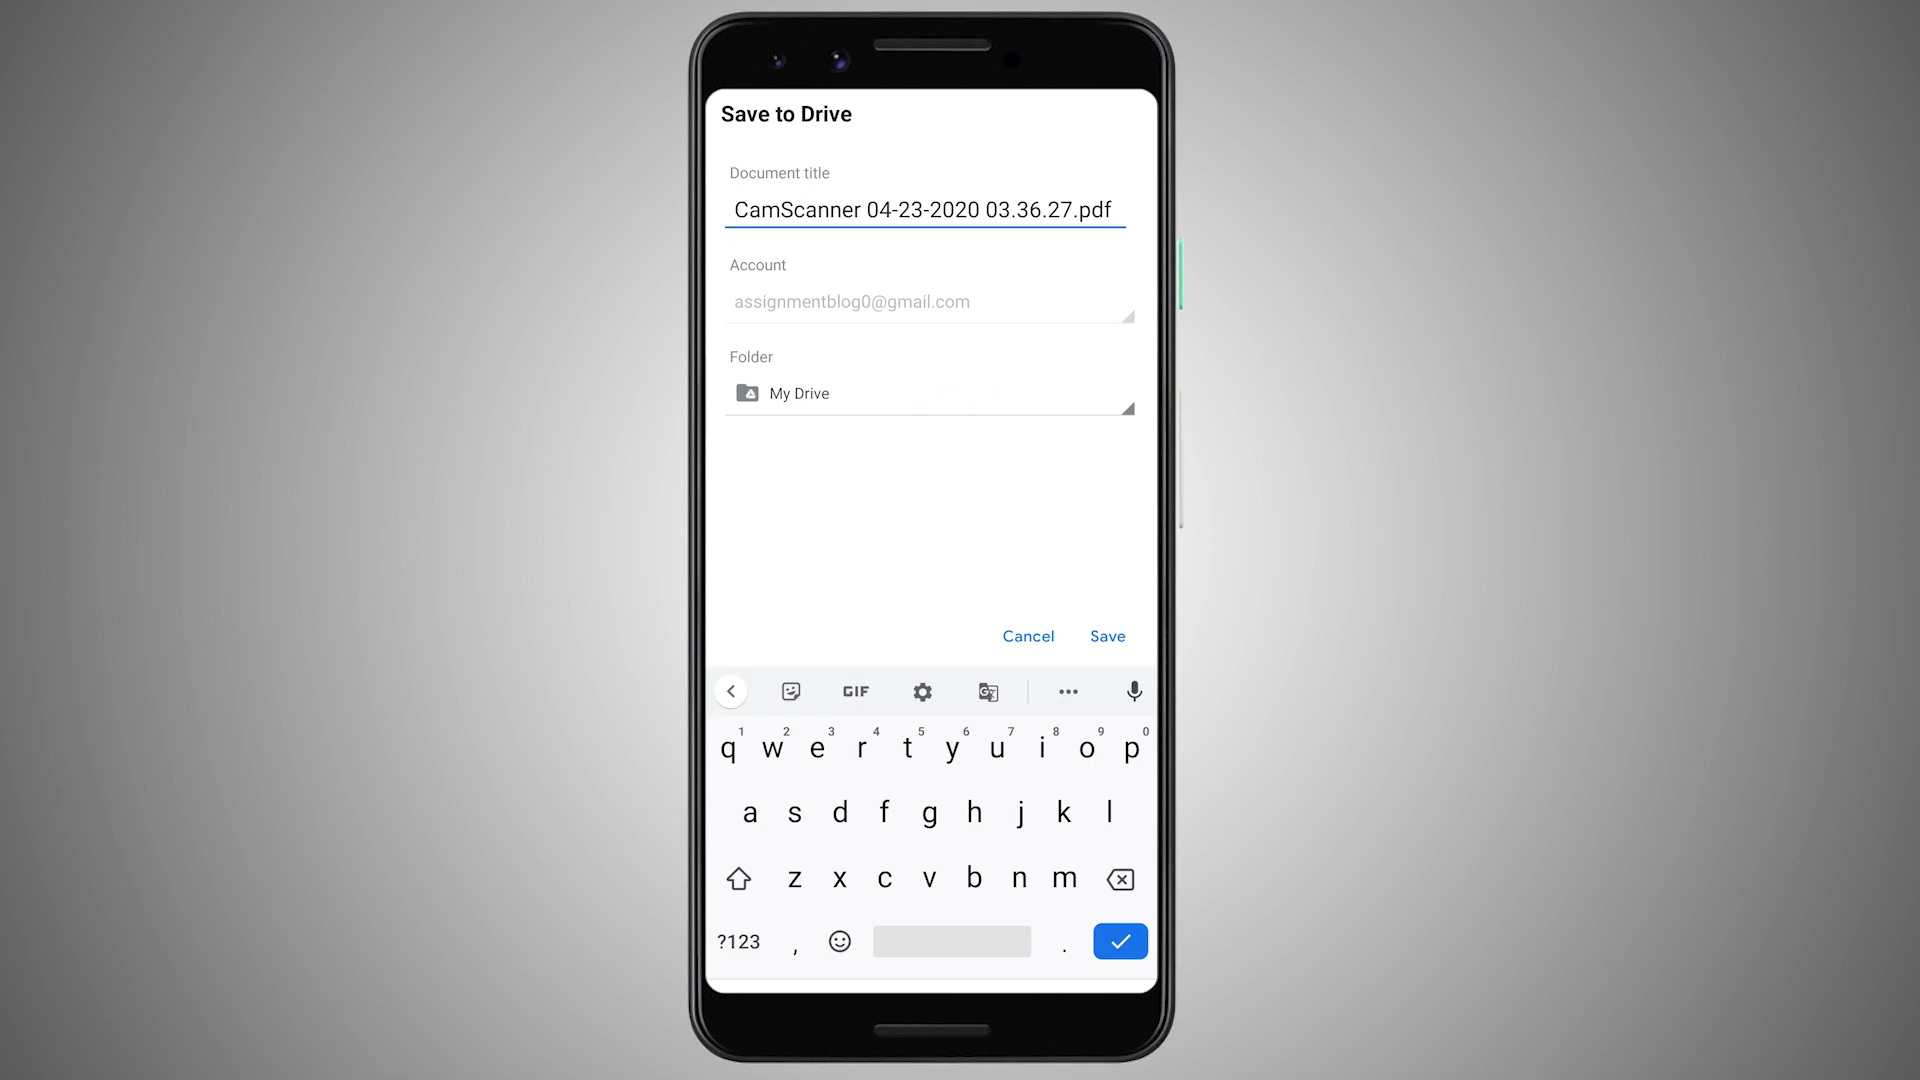 Save to Drive
Document title
CamScanner 04-23-2020 03.36.27.pdf
Account
assignmentblog0@gmail.com
Folder
My Drive
Cancel Save
GIF
1 2 3 4 5 6 7 8 9 0
q w e r t y u i o p
a s d f g h j k l
z x c v b n m
?123 , .